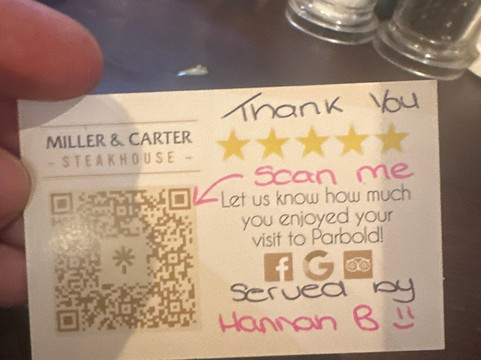 Thank You
MILLER & CARTER
- STEAKHOUSE -
Scan me
Let us know how much
you enjoyed your
visit to Parbold!
f G
Served by
Hannah B